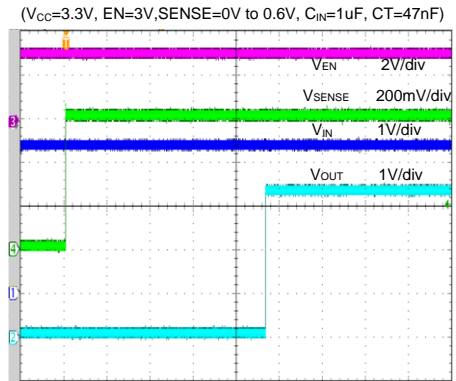 (VCC=3.3V, EN=3V,SENSE=0V to 0.6V, CIN=1uF, CT=47nF)
VEN 2V/div
VSENSE 200mV/div
3
VIN 1V/div
VOUT 1V/div
4
1
2